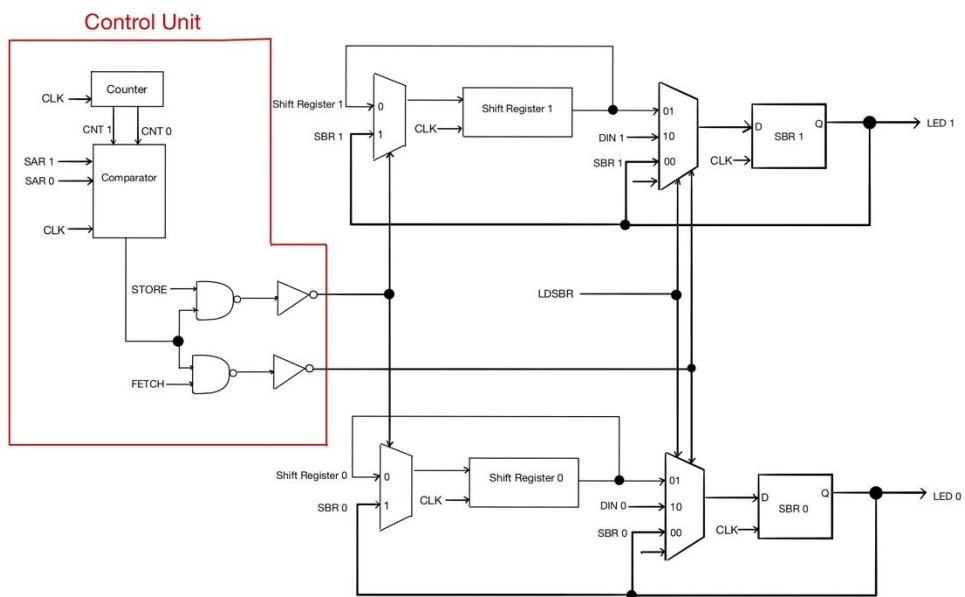 Control Unit
CLK
Counter
CNT 1
CNT 0
SAR 1
SAR 0
Comparator
CLK
STORE
FETCH
Shift Register 1
0
SBR 1
1
CLK
Shift Register 1
01
DIN 1
10
SBR 1
00
D
Q
SBR 1
CLK
LED 1
LDSBR
Shift Register 0
0
SBR 0
1
CLK
Shift Register 0
01
DIN 0
10
SBR 0
00
D
Q
SBR 0
CLK
LED 0